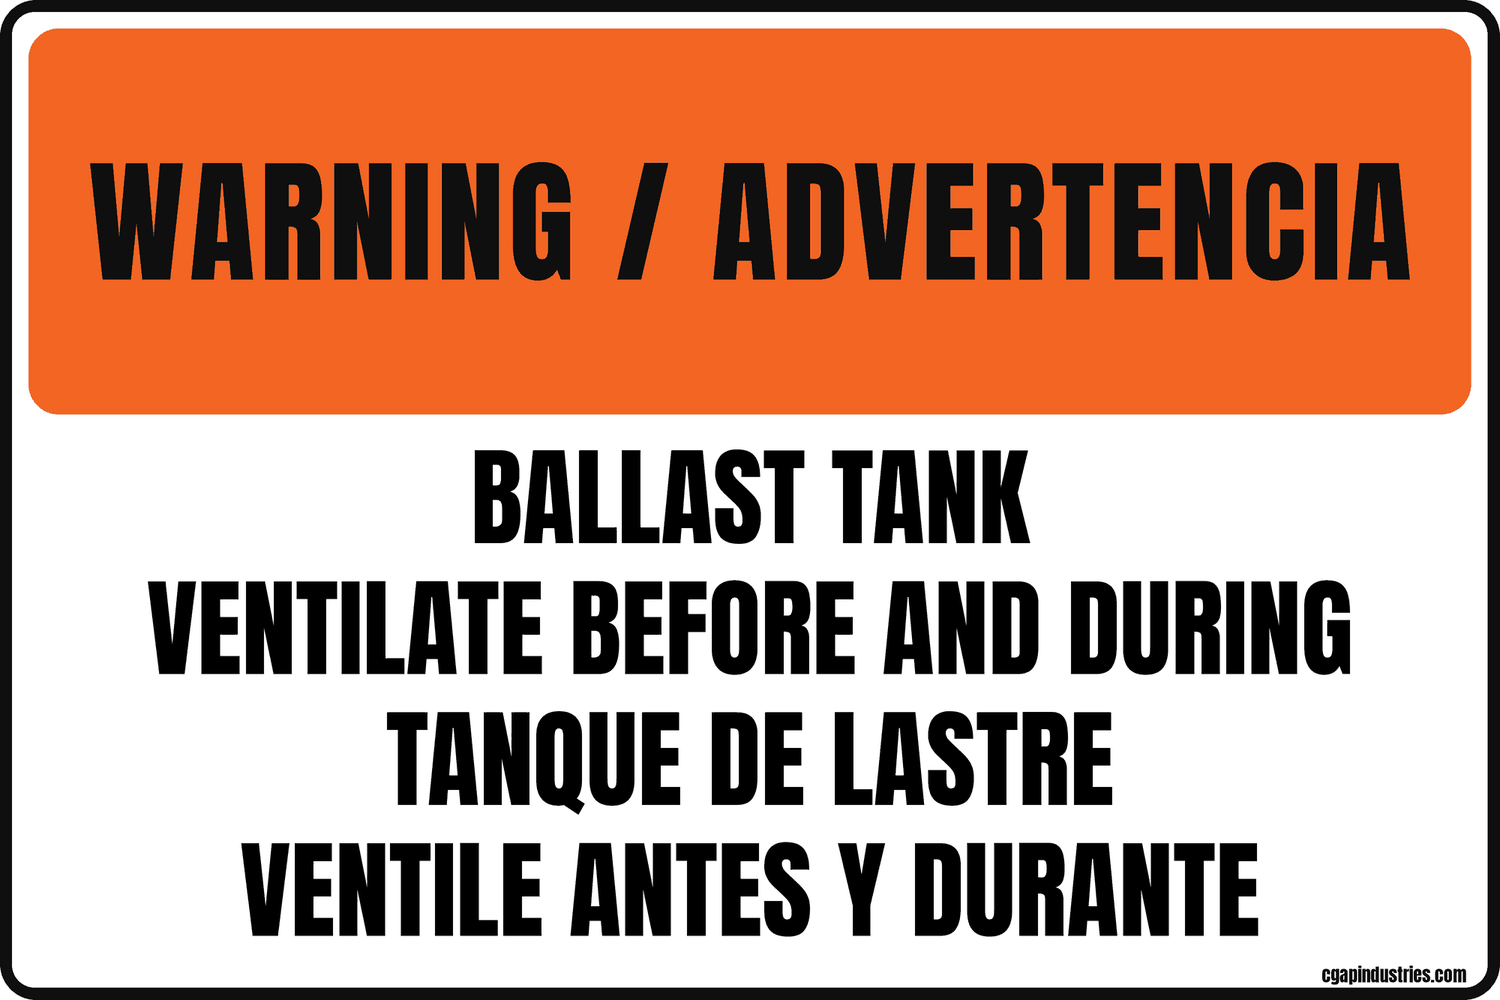 WARNING / ADVERTENCIA
BALLAST TANK
VENTILATE BEFORE AND DURING
TANQUE DE LASTRE
VENTILE ANTES Y DURANTE
cgapindustries.com